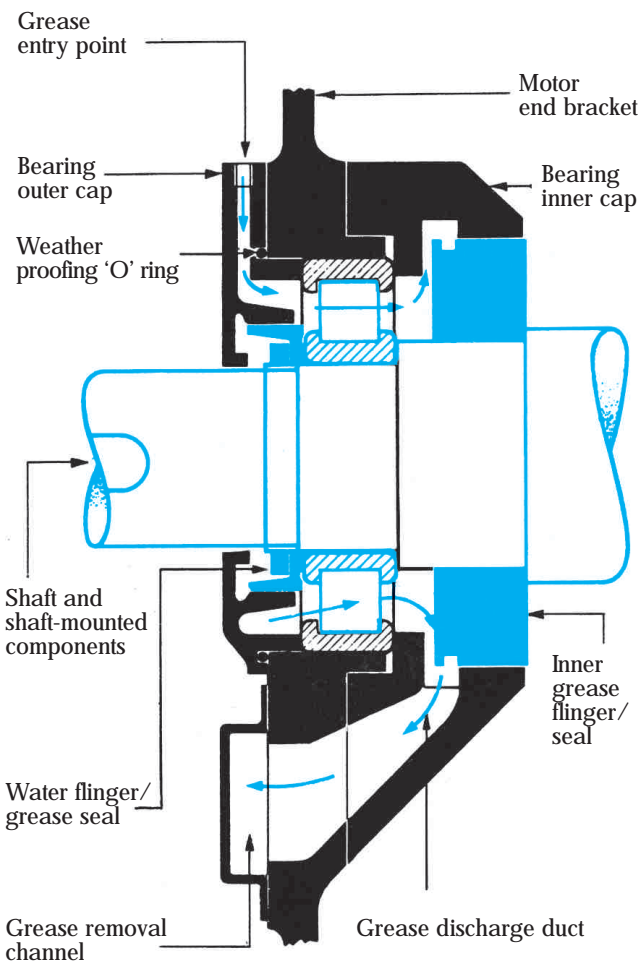 Grease
entry point
Motor
end bracket
Bearing
outer cap
Bearing
inner cap
Weather
proofing ‘O’ ring
Shaft and
shaft-mounted
components
Inner
grease
flinger/
seal
Water flinger/
grease seal
Grease removal
channel
Grease discharge duct